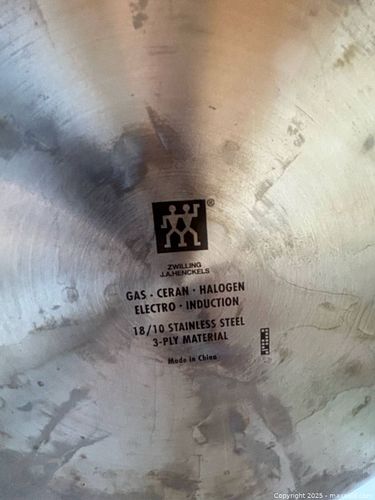 ®
ZWILLING
J.A.HENCKELS
GAS · CERAN · HALOGEN
ELECTRO · INDUCTION
18/10 STAINLESS STEEL
3-PLY MATERIAL
Made in China
Copyright 2025 -